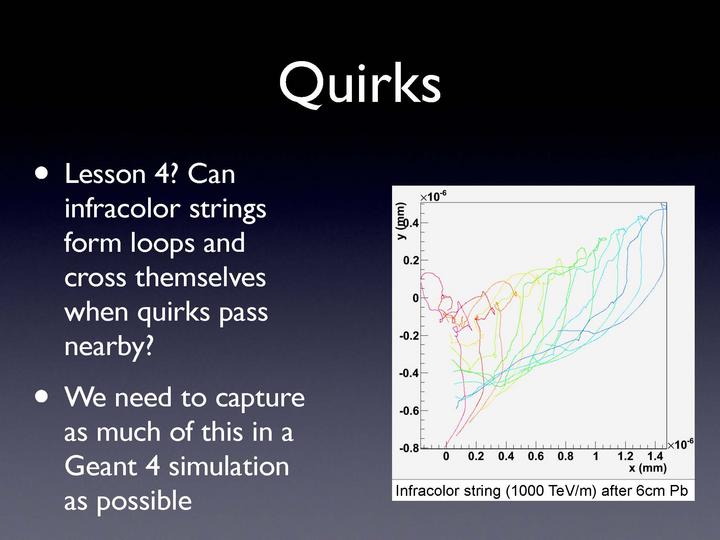 Quirks
• Lesson 4? Can
infracolor strings
form loops and
cross themselves
when quirks pass
nearby?
• We need to capture
as much of this in a
Geant 4 simulation
as possible
×10-6
y (mm)
0.4
0.2
0
-0.2
-0.4
-0.6
-0.8
×10-6
0 0.2 0.4 0.6 0.8 1 1.2 1.4
x (mm)
Infracolor string (1000 TeV/m) after 6cm Pb